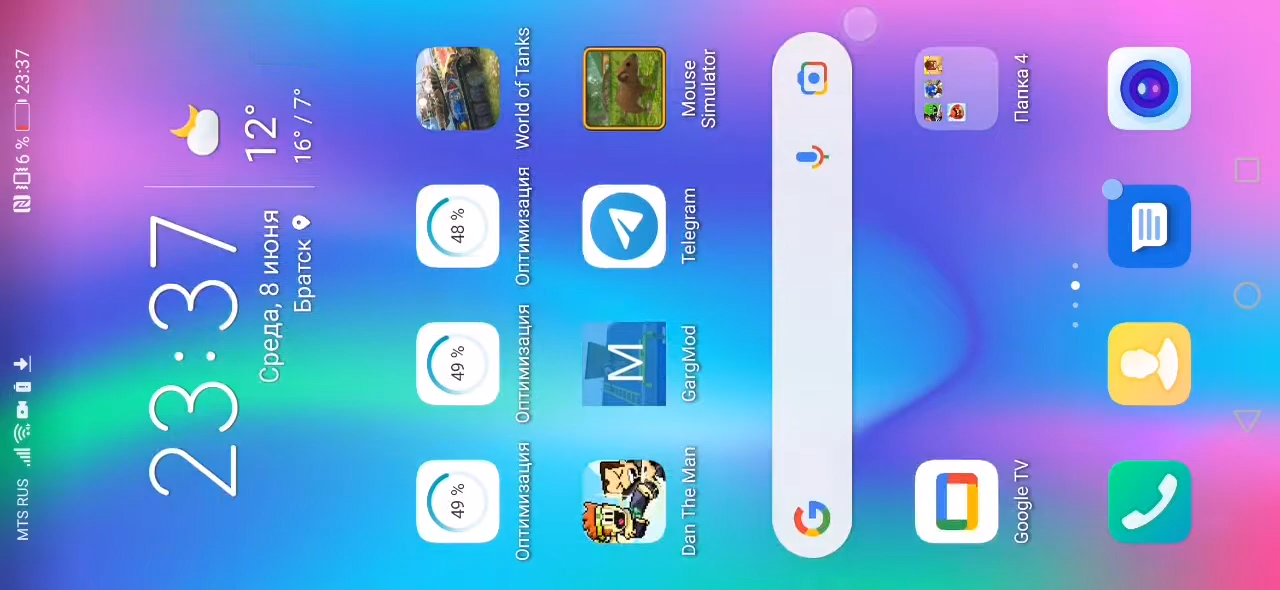 MTS RUS
6 %
23:37
23:37
12°
16° / 7°
Среда, 8 июня
Братск
49 %
49 %
48 %
Оптимизация
Оптимизация
Оптимизация
World of Tanks
M
Dan The Man
GargMod
Telegram
Mouse
Simulator
G
Google TV
Папка 4